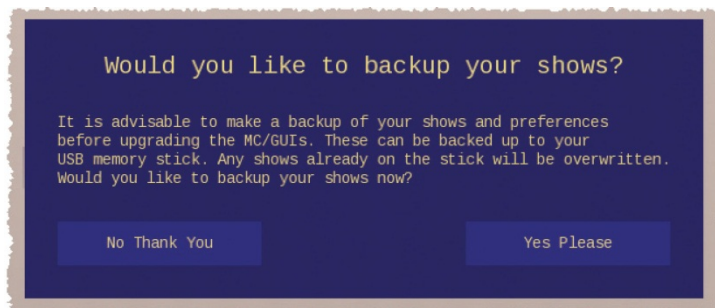 Would you like to backup your shows?
It is advisable to make a backup of your shows and preferences
before upgrading the MC/GUIs. These can be backed up to your
USB memory stick. Any shows already on the stick will be overwritten.
Would you like to backup your shows now?
No Thank You
Yes Please